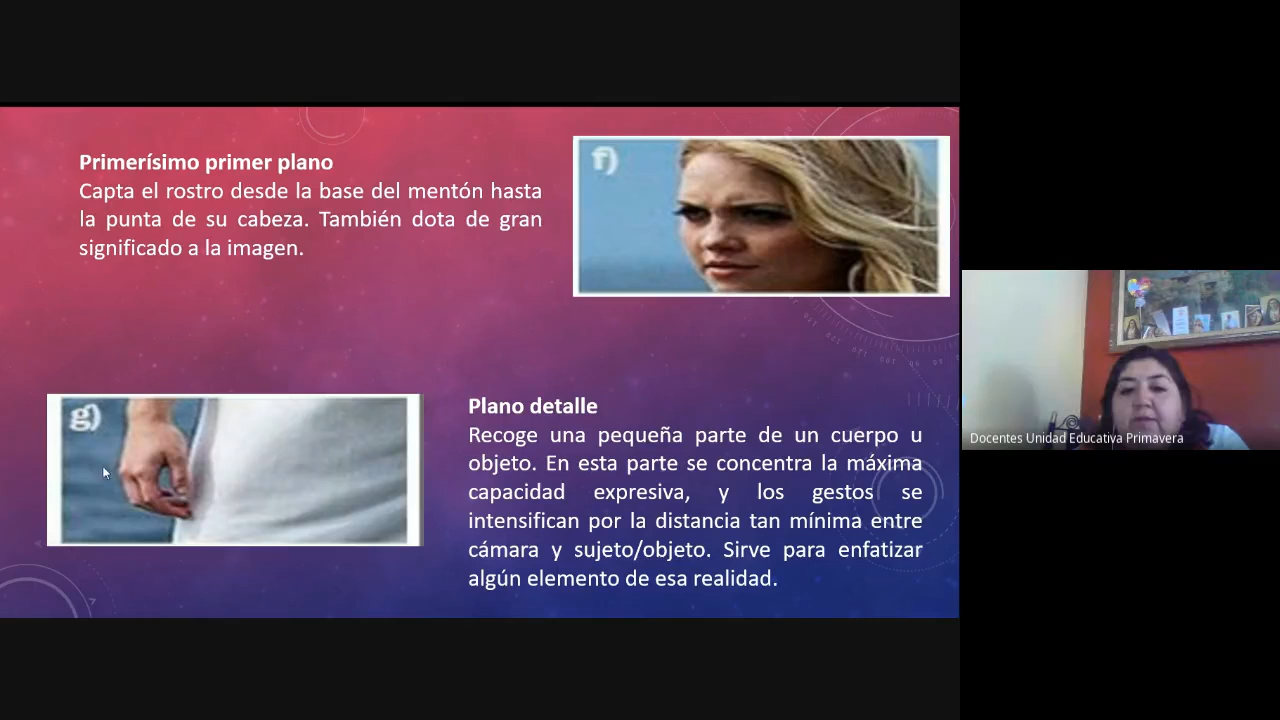 Primerísimo primer plano
Capta el rostro desde la base del mentón hasta
la punta de su cabeza. También dota de gran
significado a la imagen.
f)
g)
Plano detalle
Recoge una pequeña parte de un cuerpo u
objeto. En esta parte se concentra la máxima
capacidad expresiva, y los gestos se
intensifican por la distancia tan mínima entre
cámara y sujeto/objeto. Sirve para enfatizar
algún elemento de esa realidad.
Docentes Unidad Educativa Primavera